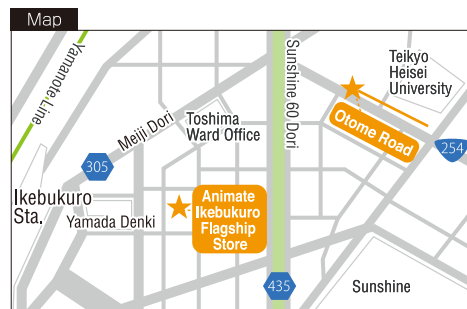 Map
Yamanote Line
Meiji Dori
Toshima
Ward Office
Sunshine 60 Dori
Teikyo
Heisei
University
Otome Road
254
305
Ikebukuro
Sta.
Yamada Denki
Animate
Ikebukuro
Flagship
Store
435
Sunshine